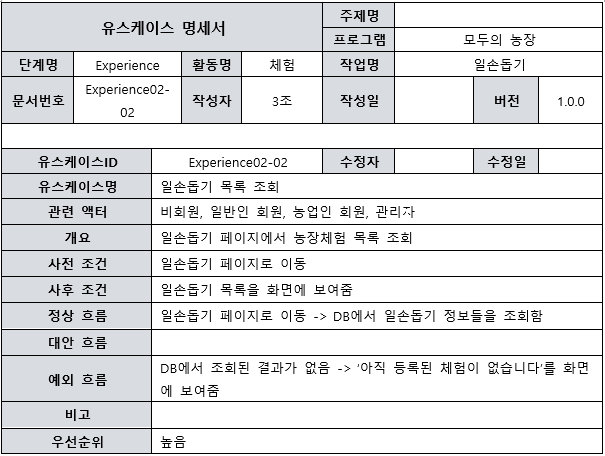 유스케이스 명세서
주제명
프로그램 모두의 농장
단계명 Experience 활동명 체험 작업명 일손돕기
문서번호 Experience02-
02 작성자 3조 작성일 버전 1.0.0
유스케이스ID Experience02-02 수정자 수정일
유스케이스명 일손돕기 목록 조회
관련 액터 비회원, 일반인 회원, 농업인 회원, 관리자
개요 일손돕기 페이지에서 농장체험 목록 조회
사전 조건 일손돕기 페이지로 이동
사후 조건 일손돕기 목록을 화면에 보여줌
정상 흐름 일손돕기 페이지로 이동 -> DB에서 일손돕기 정보들을 조회함
대안 흐름
예외 흐름 DB에서 조회된 결과가 없음 -> ‘아직 등록된 체험이 없습니다’를 화면
에 보여줌
비고
우선순위 높음